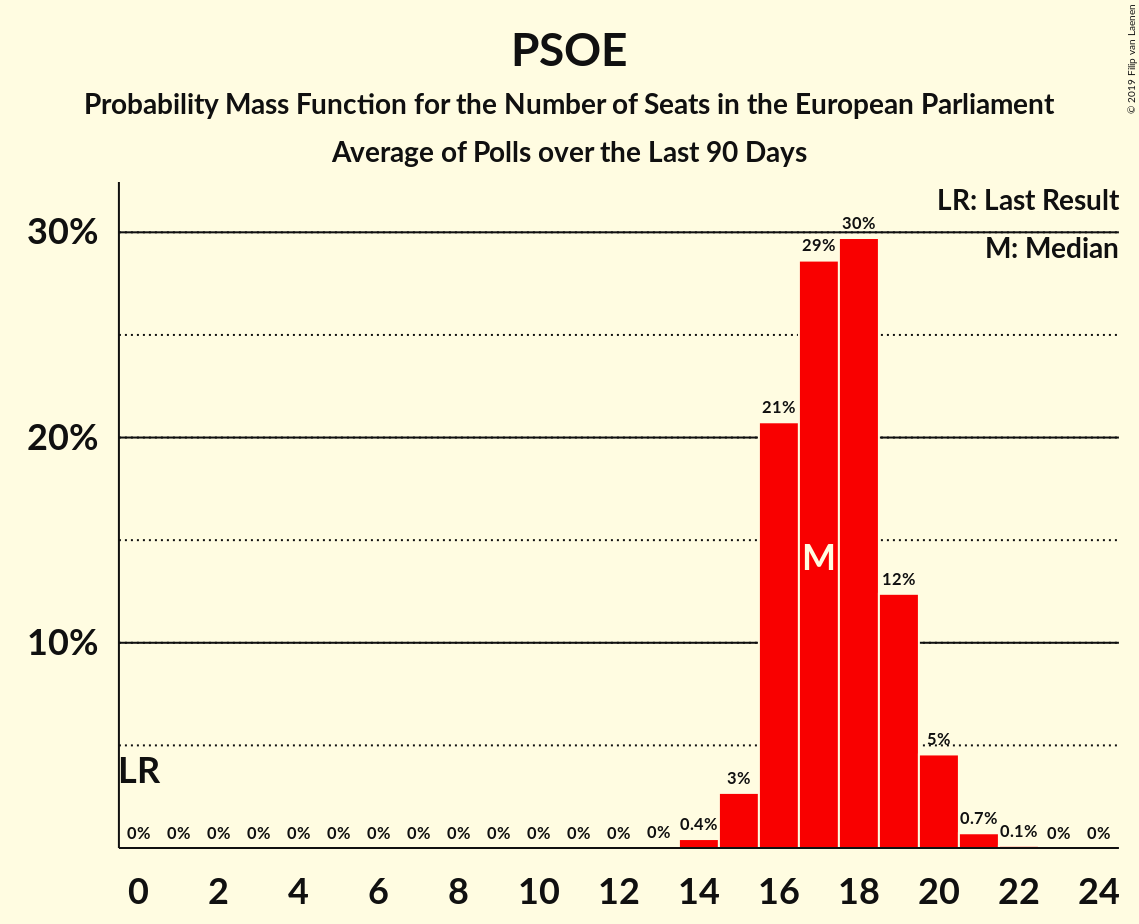 PSOE
Probability Mass Function for the Number of Seats in the European Parliament
Average of Polls over the Last 90 Days
© 2019 Filip van Laenen
LR: Last Result
M: Median
30%
20%
10%
LR
M
0% 0% 0% 0% 0% 0% 0% 0% 0% 0% 0% 0% 0% 0% 0.4% 3% 21% 29% 30% 12% 5% 0.7% 0.1% 0% 0%
0 2 4 6 8 10 12 14 16 18 20 22 24